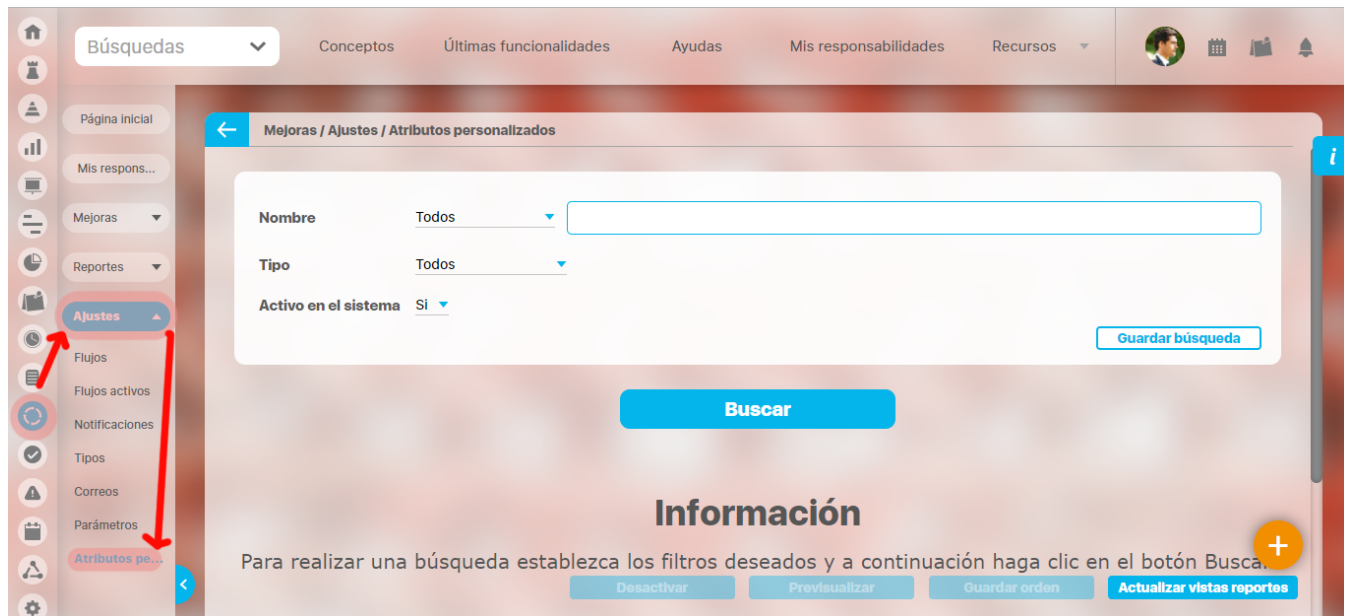 Búsquedas
Conceptos
Últimas funcionalidades
Ayudas
Mis responsabilidades
Recursos
Página inicial
Mis respons...
Mejoras
Reportes
Ajustes
Flujos
Flujos activos
Notificaciones
Tipos
Correos
Parámetros
Atributos pe...
Mejoras / Ajustes / Atributos personalizados
i
Nombre Todos
Tipo Todos
Activo en el sistema Si
Guardar búsqueda
Buscar
Información
Para realizar una búsqueda establezca los filtros deseados y a continuación haga clic en el botón Busca
Desactivar
Previsualizar
Guardar orden
Actualizar vistas reportes